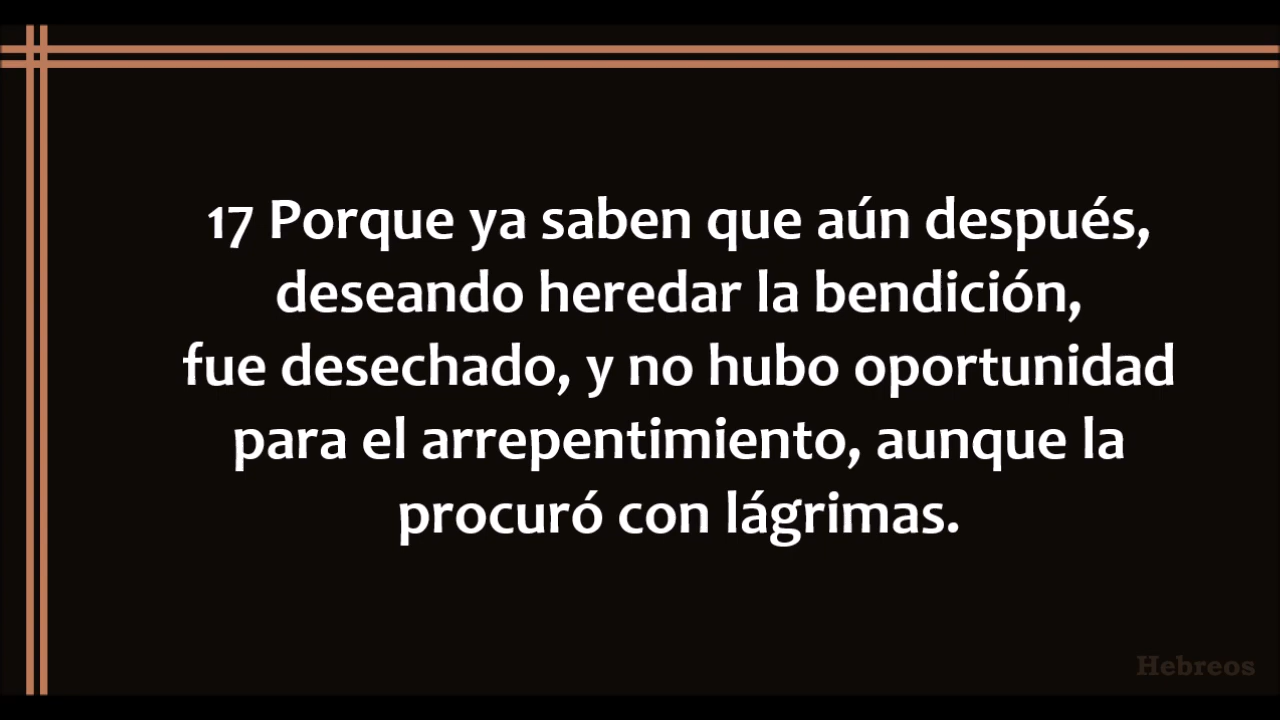 17 Porque ya saben que aún después,
deseando heredar la bendición,
fue desechado, y no hubo oportunidad
para el arrepentimiento, aunque la
procuró con lágrimas.
Hebreos